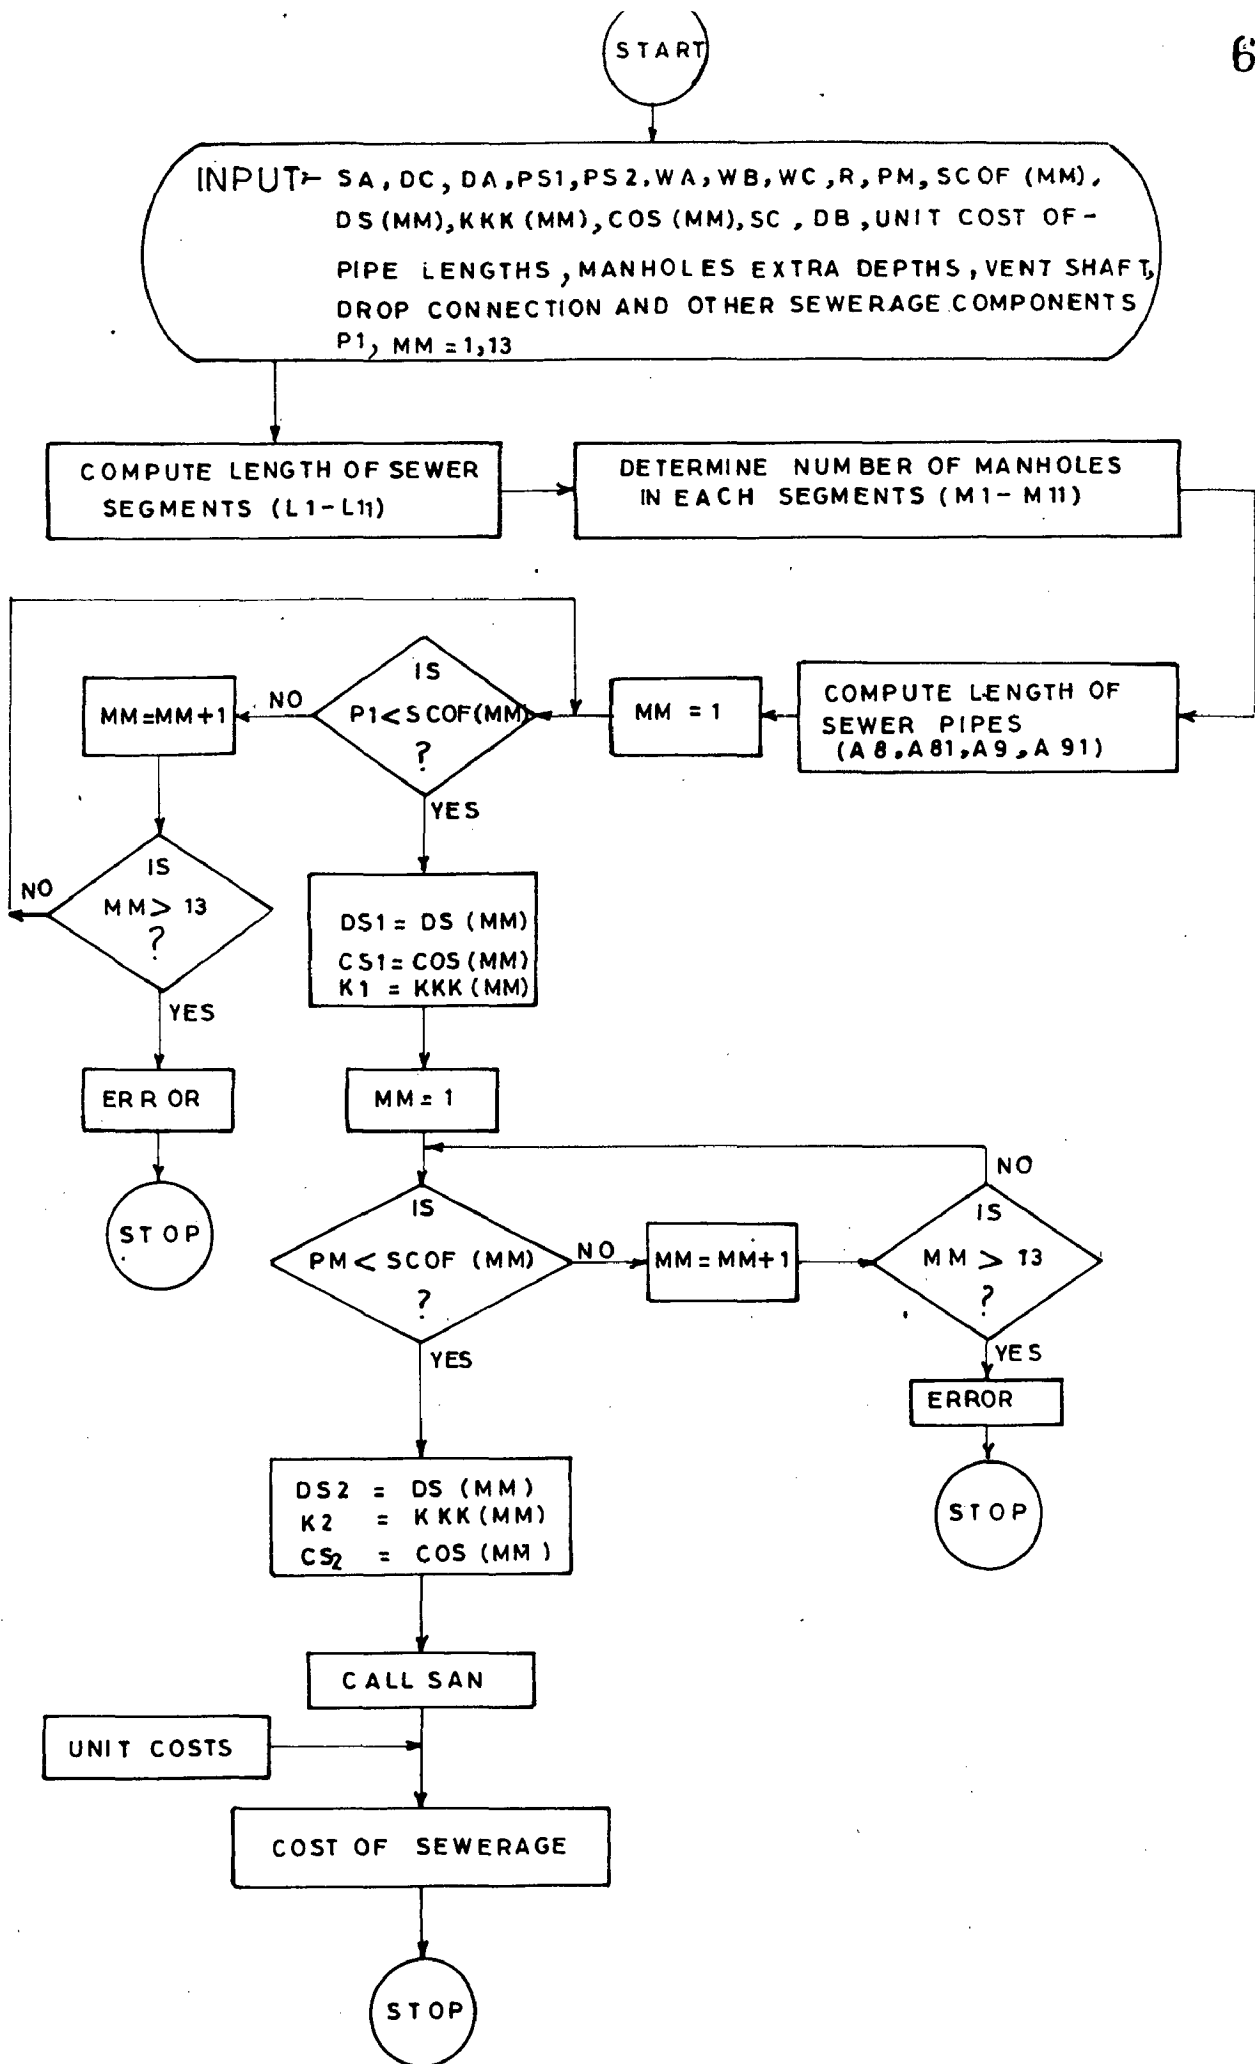 6
START
INPUT:- SA, DC, DA, PS1, PS2, WA, WB, WC, R, PM, SCOF (MM),
DS (MM), KKK (MM), COS (MM), SC, DB, UNIT COST OF-
PIPE LENGTHS, MANHOLES EXTRA DEPTHS, VENT SHAFT,
DROP CONNECTION AND OTHER SEWERAGE COMPONENTS
P1, MM = 1,13
COMPUTE LENGTH OF SEWER
SEGMENTS (L1-L11)
DETERMINE NUMBER OF MANHOLES
IN EACH SEGMENTS (M1-M11)
COMPUTE LENGTH OF
SEWER PIPES
(A8, A81, A9, A91)
MM = 1
IS
P1 < SCOF(MM)
?
NO
MM=MM+1
YES
IS
MM > 13
?
NO
YES
ERROR
STOP
DS1 = DS (MM)
CS1 = COS (MM)
K1 = KKK (MM)
MM = 1
IS
PM < SCOF (MM)
?
NO
MM = MM+1
IS
MM > 13
?
NO
YES
ERROR
STOP
YES
DS2 = DS (MM)
K2 = KKK (MM)
CS2 = COS (MM)
CALL SAN
UNIT COSTS
COST OF SEWERAGE
STOP